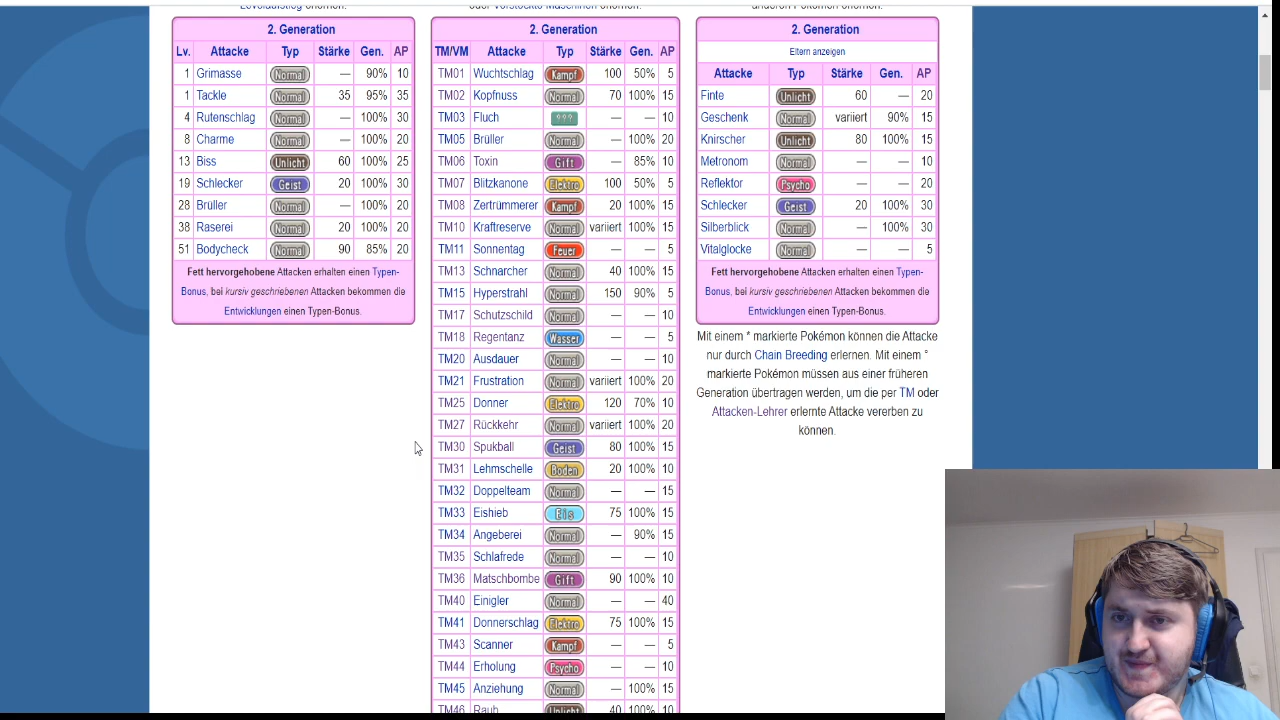 Levelaufstieg erlernen.
2. Generation
Lv. Attacke Typ Stärke Gen. AP
1 Grimasse Normal — 90% 10
1 Tackle Normal 35 95% 35
4 Rutenschlag Normal — 100% 30
8 Charme Normal — 100% 20
13 Biss Unlicht 60 100% 25
19 Schlecker Geist 20 100% 30
28 Brüller Normal — 100% 20
38 Raserei Normal 20 100% 20
51 Bodycheck Normal 90 85% 20
Fett hervorgehobene Attacken erhalten einen Typen-
Bonus, bei kursiv geschriebenen Attacken bekommen die
Entwicklungen einen Typen-Bonus.
oder Versteckte Maschinen erlernen.
2. Generation
TM/VM Attacke Typ Stärke Gen. AP
TM01 Wuchtschlag Kampf 100 50% 5
TM02 Kopfnuss Normal 70 100% 15
TM03 Fluch ??? — — 10
TM05 Brüller Normal — 100% 20
TM06 Toxin Gift — 85% 10
TM07 Blitzkanone Elektro 100 50% 5
TM08 Zertrümmerer Kampf 20 100% 15
TM10 Kraftreserve Normal variiert 100% 15
TM11 Sonnentag Feuer — — 5
TM13 Schnarcher Normal 40 100% 15
TM15 Hyperstrahl Normal 150 90% 5
TM17 Schutzschild Normal — — 10
TM18 Regentanz Wasser — — 5
TM20 Ausdauer Normal — — 10
TM21 Frustration Normal variiert 100% 20
TM25 Donner Elektro 120 70% 10
TM27 Rückkehr Normal variiert 100% 20
TM30 Spukball Geist 80 100% 15
TM31 Lehmschelle Boden 20 100% 10
TM32 Doppelteam Normal — — 15
TM33 Eishieb Eis 75 100% 15
TM34 Angeberei Normal — 90% 15
TM35 Schlafrede Normal — — 10
TM36 Matschbombe Gift 90 100% 10
TM40 Einigler Normal — — 40
TM41 Donnerschlag Elektro 75 100% 15
TM43 Scanner Kampf — — 5
TM44 Erholung Psycho — — 10
TM45 Anziehung Normal — 100% 15
TM46 Raub Unlicht 40 100% 10
anderen Pokémon erlernen.
2. Generation
Eltern anzeigen
Attacke Typ Stärke Gen. AP
Finte Unlicht 60 — 20
Geschenk Normal variiert 90% 15
Knirscher Unlicht 80 100% 15
Metronom Normal — — 10
Reflektor Psycho — — 20
Schlecker Geist 20 100% 30
Silberblick Normal — 100% 30
Vitalglocke Normal — — 5
Fett hervorgehobene Attacken erhalten einen Typen-
Bonus, bei kursiv geschriebenen Attacken bekommen die
Entwicklungen einen Typen-Bonus.
Mit einem * markierte Pokémon können die Attacke
nur durch Chain Breeding erlernen. Mit einem °
markierte Pokémon müssen aus einer früheren
Generation übertragen werden, um die per TM oder
Attacken-Lehrer erlernte Attacke vererben zu
können.